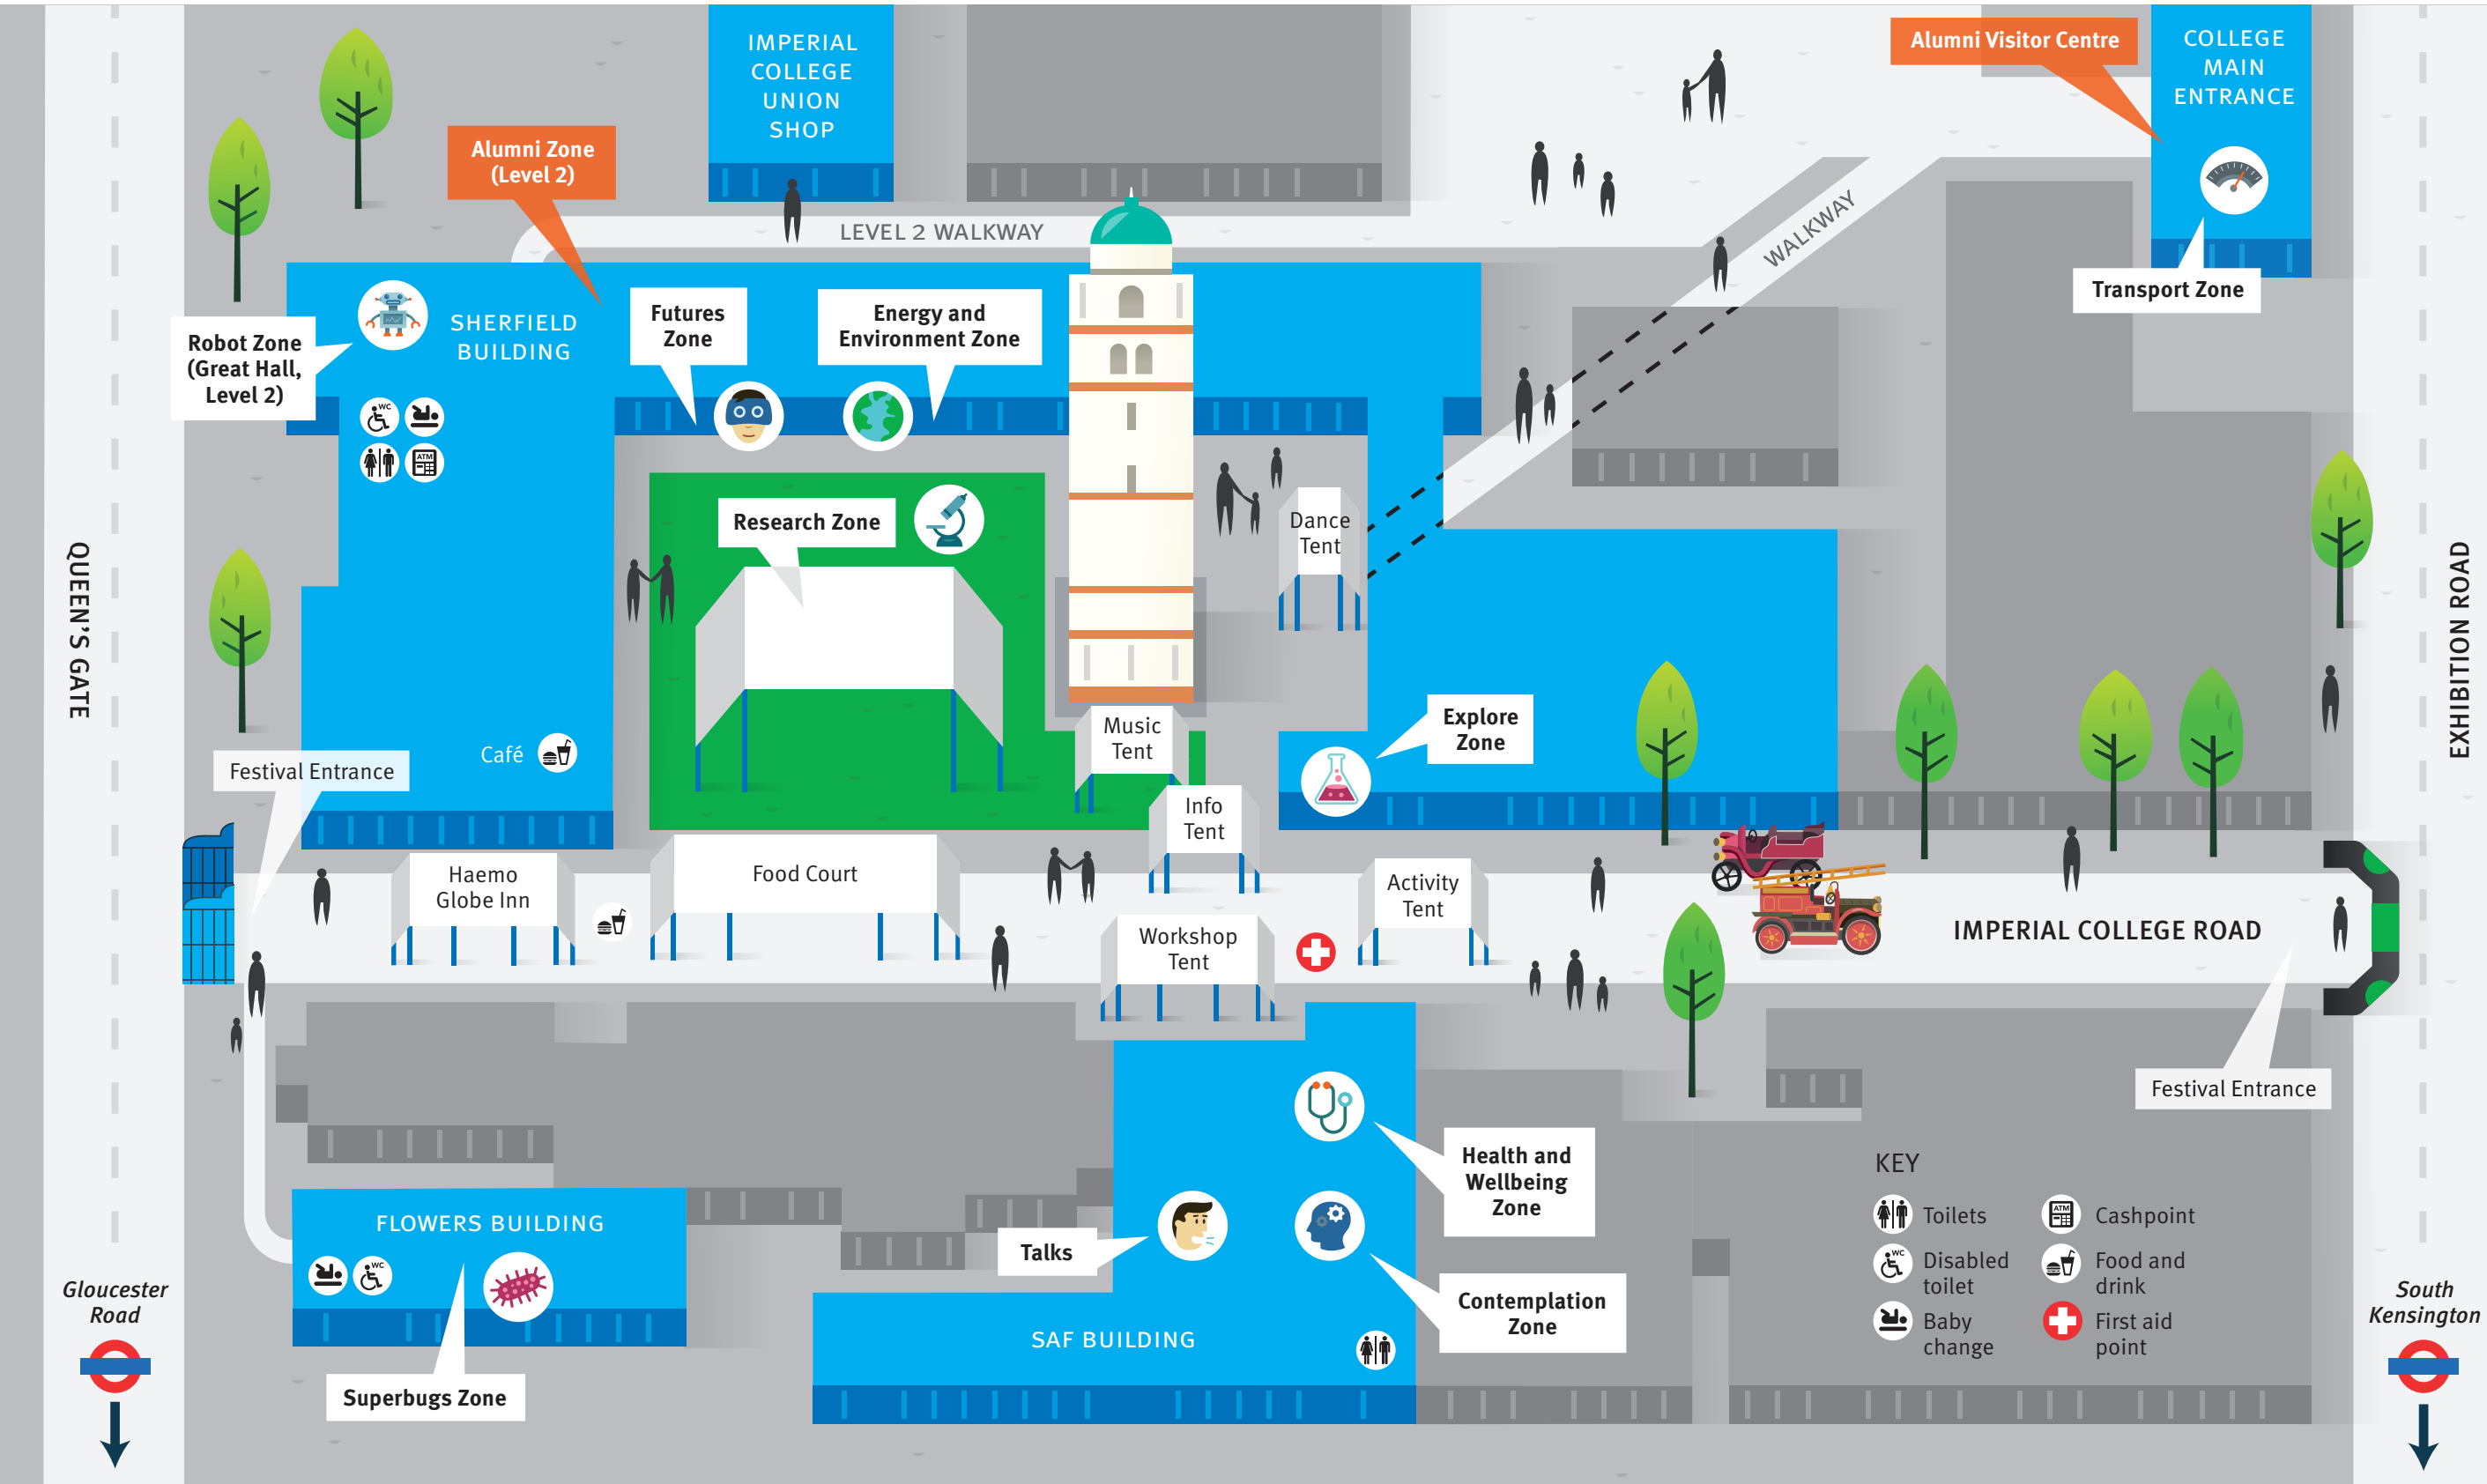 IMPERIAL
COLLEGE
UNION
SHOP
Alumni Visitor Centre
COLLEGE
MAIN
ENTRANCE
Alumni Zone
(Level 2)
LEVEL 2 WALKWAY
WALKWAY
Transport Zone
Robot Zone
(Great Hall,
Level 2)
SHERFIELD
BUILDING
Futures
Zone
Energy and
Environment Zone
WC
ATM
Research Zone
Dance
Tent
QUEEN'S GATE
EXHIBITION ROAD
Café
Festival Entrance
Music
Tent
Explore
Zone
Info
Tent
Haemo
Globe Inn
Food Court
Activity
Tent
Workshop
Tent
IMPERIAL COLLEGE ROAD
Festival Entrance
Health and
Wellbeing
Zone
Talks
Contemplation
Zone
FLOWERS BUILDING
WC
Superbugs Zone
SAF BUILDING
KEY
Toilets
ATM
Cashpoint
WC
Disabled
toilet
Food and
drink
Baby
change
First aid
point
Gloucester
Road
South
Kensington